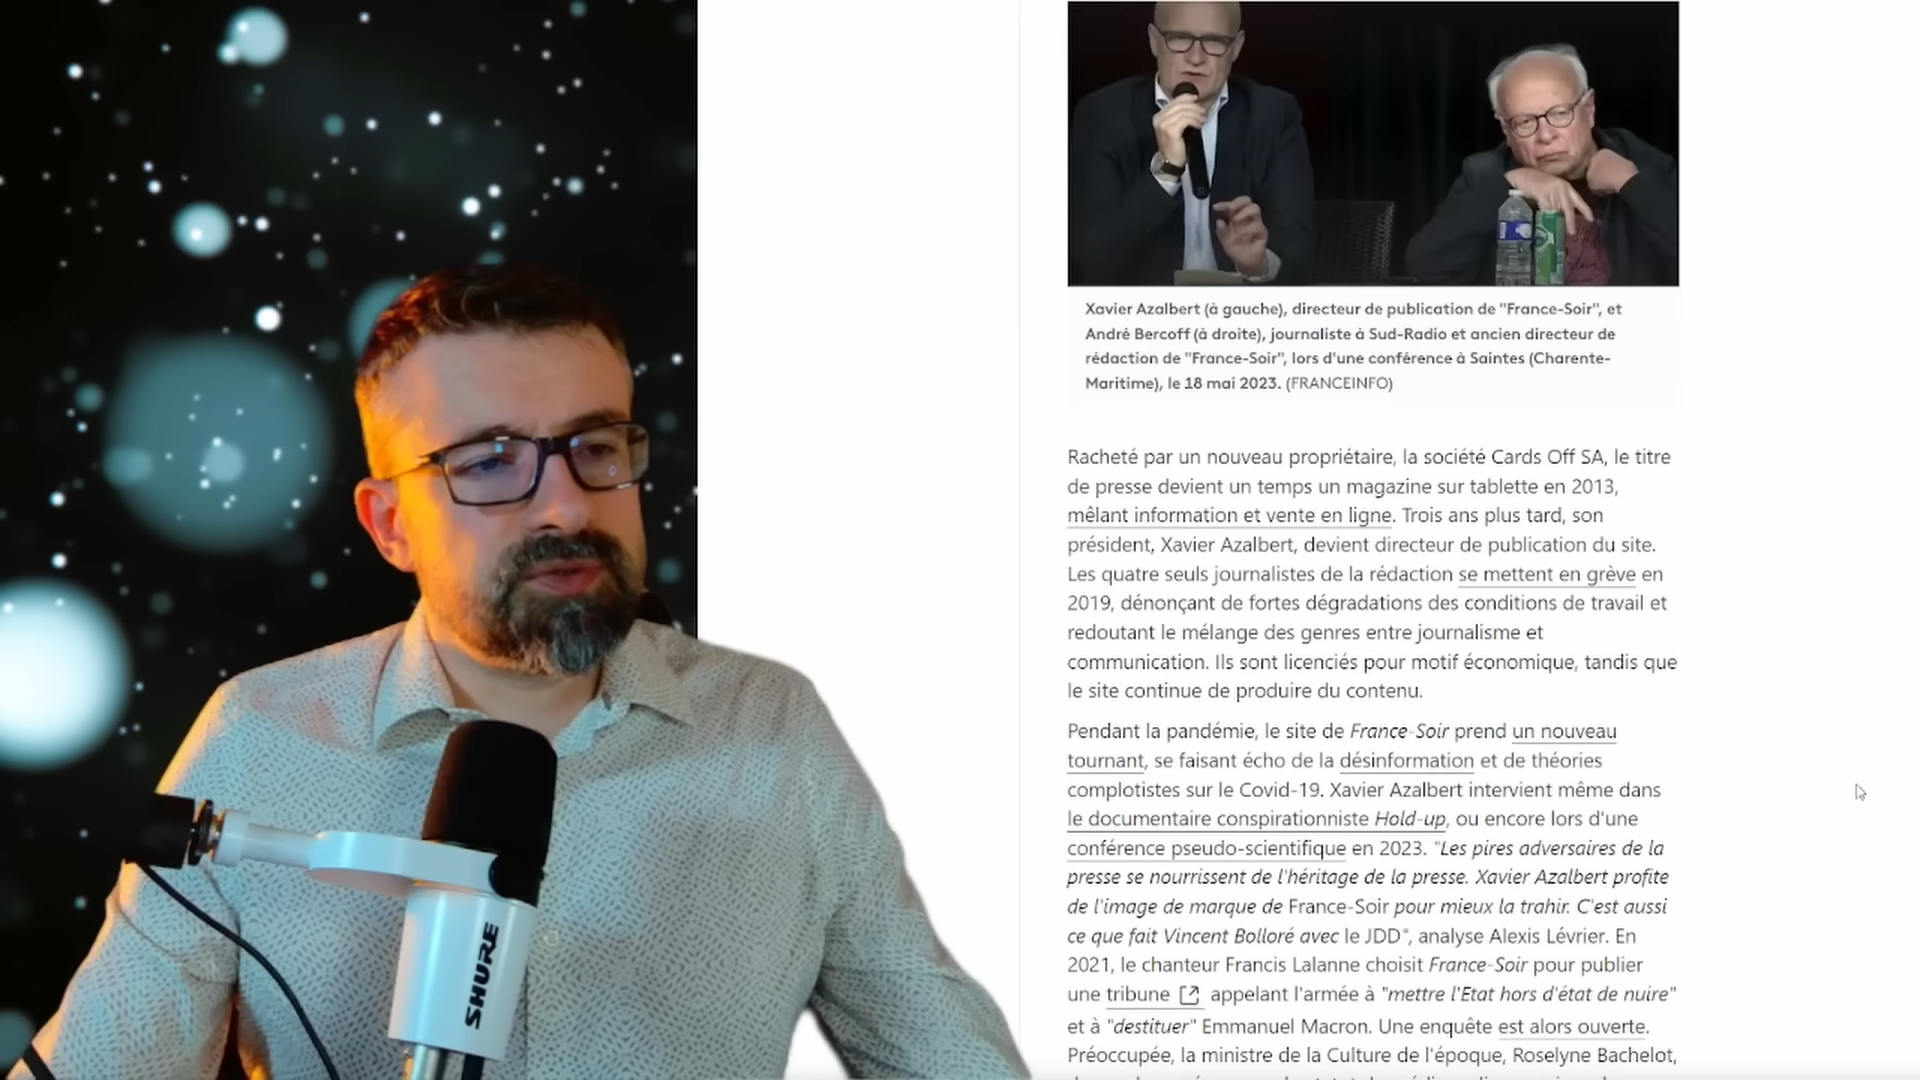 Xavier Azalbert (à gauche), directeur de publication de "France-Soir", et
André Bercoff (à droite), journaliste à Sud-Radio et ancien directeur de
rédaction de "France-Soir", lors d'une conférence à Saintes (Charente-
Maritime), le 18 mai 2023. (FRANCEINFO)
Racheté par un nouveau propriétaire, la société Cards Off SA, le titre
de presse devient un temps un magazine sur tablette en 2013,
mêlant information et vente en ligne. Trois ans plus tard, son
président, Xavier Azalbert, devient directeur de publication du site.
Les quatre seuls journalistes de la rédaction se mettent en grève en
2019, dénonçant de fortes dégradations des conditions de travail et
redoutant le mélange des genres entre journalisme et
communication. Ils sont licenciés pour motif économique, tandis que
le site continue de produire du contenu.
Pendant la pandémie, le site de France-Soir prend un nouveau
tournant, se faisant écho de la désinformation et de théories
complotistes sur le Covid-19. Xavier Azalbert intervient même dans
le documentaire conspirationniste Hold-up, ou encore lors d'une
conférence pseudo-scientifique en 2023. "Les pires adversaires de la
presse se nourrissent de l'héritage de la presse. Xavier Azalbert profite
de l'image de marque de France-Soir pour mieux la trahir. C'est aussi
ce que fait Vincent Bolloré avec le JDD", analyse Alexis Lévrier. En
2021, le chanteur Francis Lalanne choisit France-Soir pour publier
une tribune appelant l'armée à "mettre l'Etat hors d'état de nuire"
et à "destituer" Emmanuel Macron. Une enquête est alors ouverte.
Préoccupée, la ministre de la Culture de l'époque, Roselyne Bachelot,
SHURE